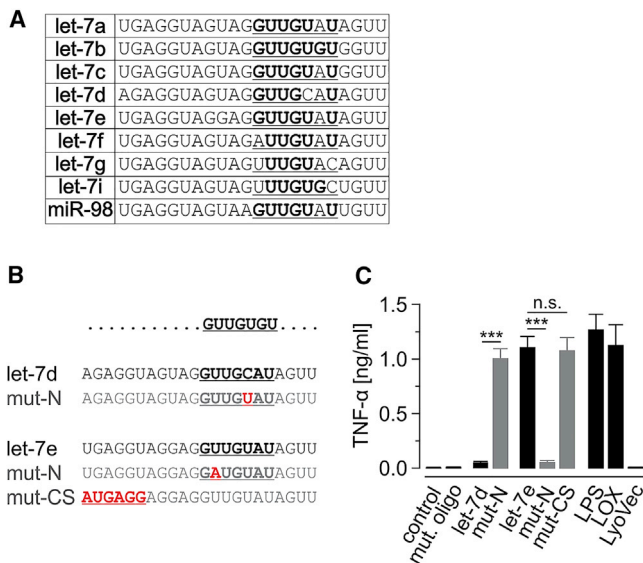 A
let-7a UGAGGUAGUAGGUUGUAUAGUU
let-7b UGAGGUAGUAGGUUGUGUGGUU
let-7c UGAGGUAGUAGGUUGUAUGGUU
let-7d AGAGGUAGUAGGUUGCAUAGUU
let-7e UGAGGUAGGAGGUUGUAUAGUU
let-7f UGAGGUAGUAGAUUGUAUAGUU
let-7g UGAGGUAGUAGUUUGUACAGUU
let-7i UGAGGUAGUAGUUUGUGCUGUU
miR-98 UGAGGUAGUAAGUUGUAUUGUU
B
...........GUUGUGU....
let-7d AGAGGUAGUAGGUUGCAUAGUU
mut-N AGAGGUAGUAGGUUGUAUAGUU
let-7e UGAGGUAGGAGGUUGUAUAGUU
mut-N UGAGGUAGGAGGAUGUAUAGUU
mut-CS AUGAGGAGGAGGUUGUAUAGUU
C
n.s.
*** ***
TNF-α [ng/ml]
1.5
1.0
0.5
0.0
control
mut. oligo
let-7d
mut-N
let-7e
mut-N
mut-CS
LPS
LOX
LyoVec